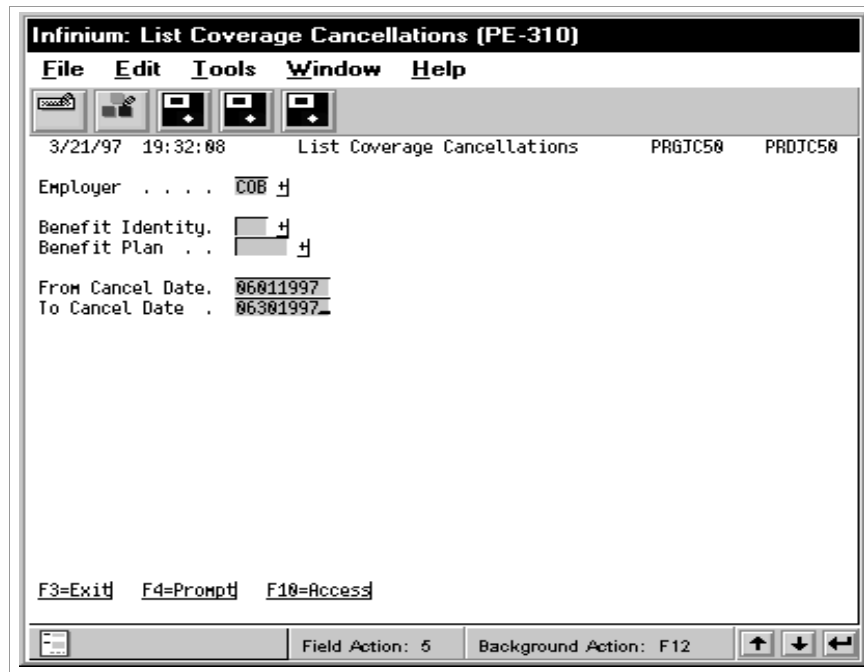 Infinium: List Coverage Cancellations (PE-310)
File Edit Tools Window Help
3/21/97 19:32:08 List Coverage Cancellations PRGJC50 PRDJC50
Employer . . . . COB +
Benefit Identity. +
Benefit Plan . . +
From Cancel Date. 06011997
To Cancel Date . 06301997
F3=Exit F4=Prompt F10=Access
Field Action: 5 Background Action: F12